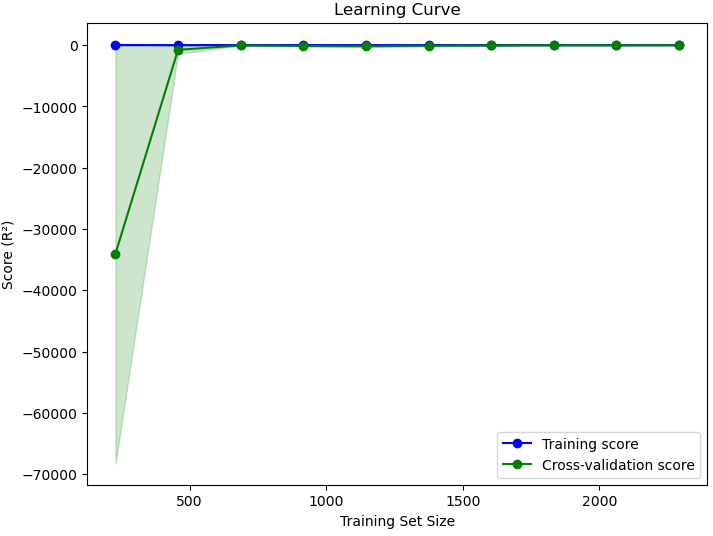 Learning Curve
Score (R²)
0
−10000
−20000
−30000
−40000
−50000
−60000
−70000
500
1000
1500
2000
Training Set Size
Training score
Cross-validation score